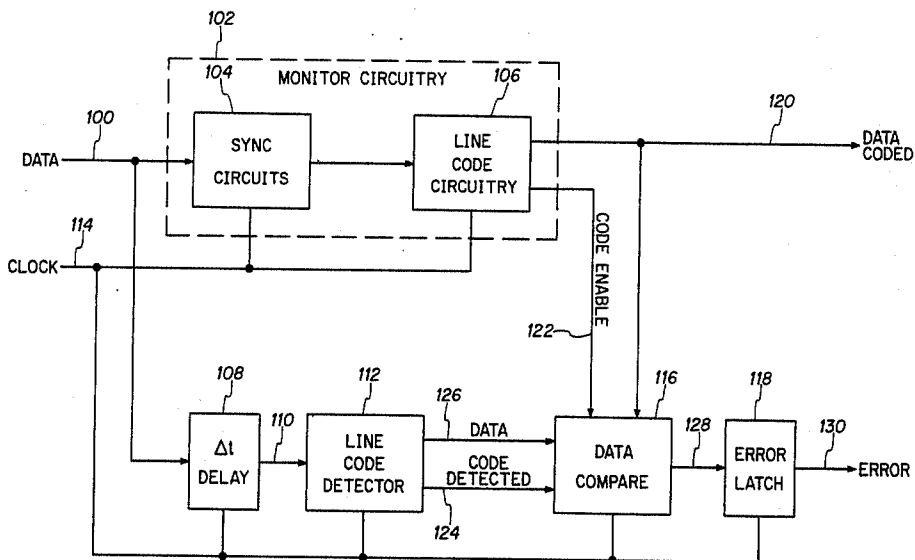 102
104
MONITOR CIRCUITRY
106
100
120
DATA
SYNC
CIRCUITS
LINE
CODE
CIRCUITRY
DATA
CODED
114
CLOCK
CODE ENABLE
122
108
112
126
116
118
110
128
130
Δt
DELAY
LINE
CODE
DETECTOR
DATA
CODE
DETECTED
124
DATA
COMPARE
ERROR
LATCH
ERROR